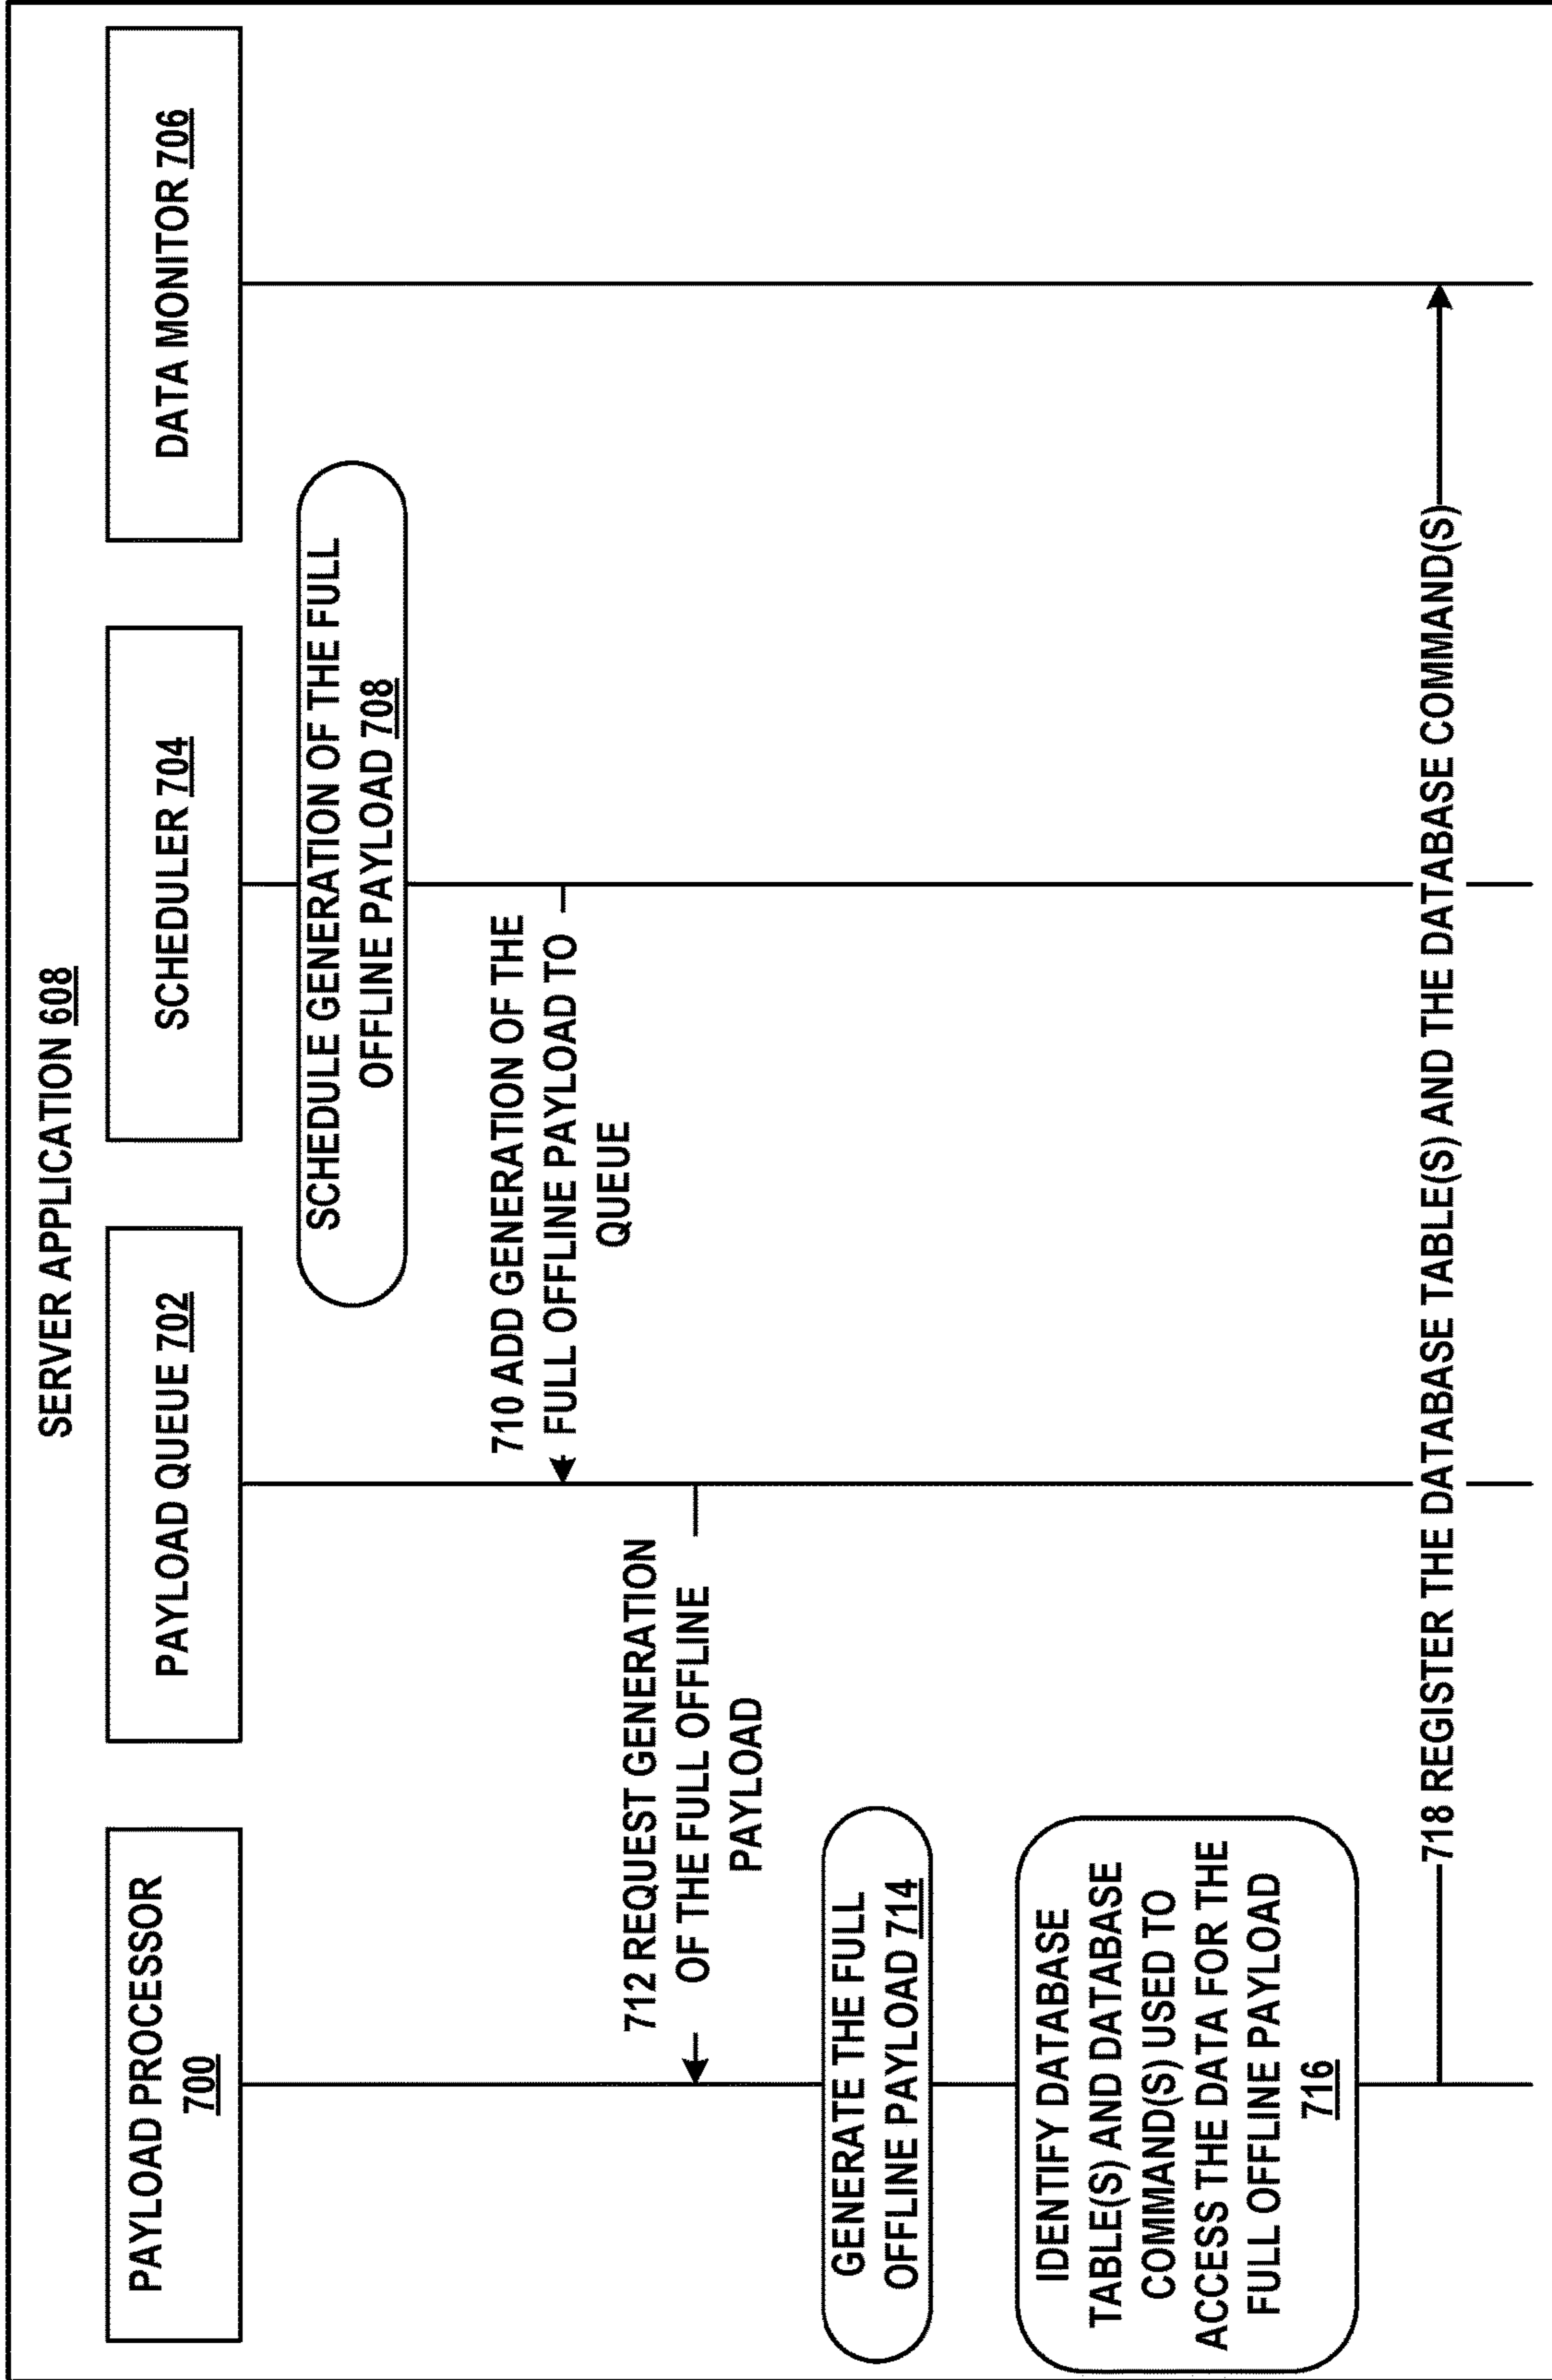 SERVER APPLICATION 608
PAYLOAD PROCESSOR
700
PAYLOAD QUEUE 702
SCHEDULER 704
DATA MONITOR 706
SCHEDULE GENERATION OF THE FULL
OFFLINE PAYLOAD 708
710 ADD GENERATION OF THE
FULL OFFLINE PAYLOAD TO
QUEUE
712 REQUEST GENERATION
OF THE FULL OFFLINE
PAYLOAD
GENERATE THE FULL
OFFLINE PAYLOAD 714
IDENTIFY DATABASE
TABLE(S) AND DATABASE
COMMAND(S) USED TO
ACCESS THE DATA FOR THE
FULL OFFLINE PAYLOAD
716
718 REGISTER THE DATABASE TABLE(S) AND THE DATABASE COMMAND(S)